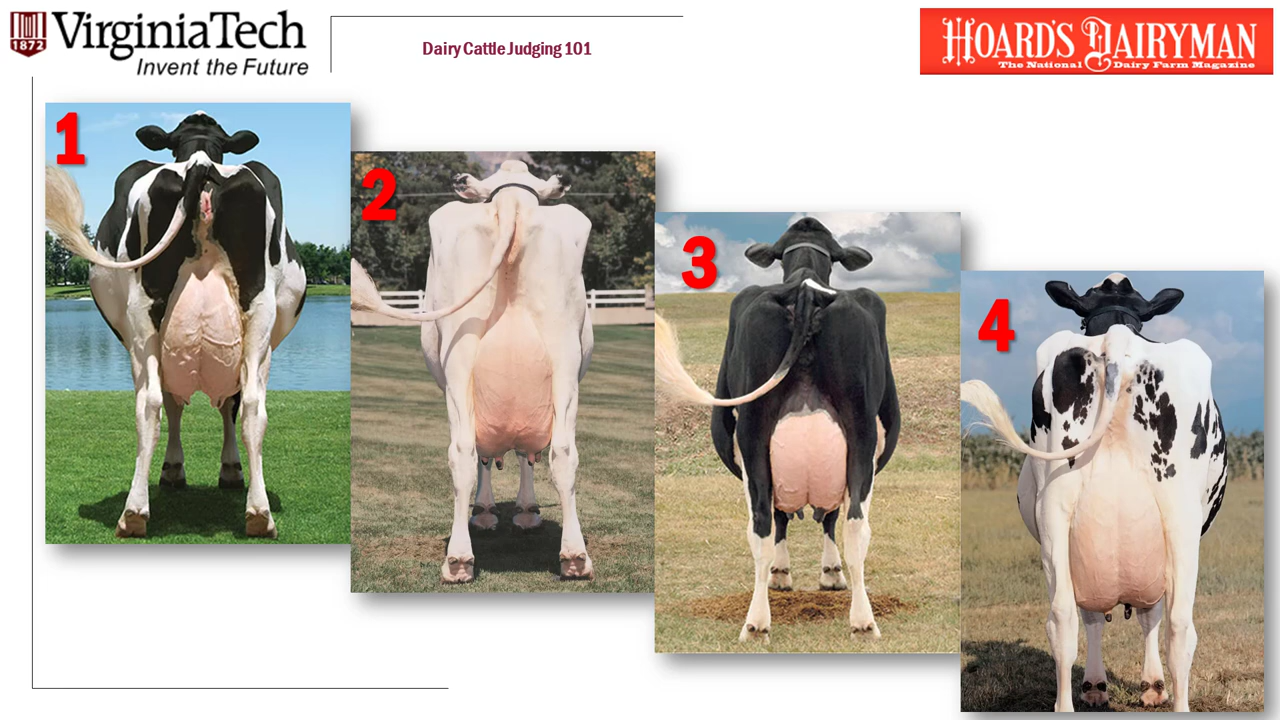 VirginiaTech
1872
Invent the Future
Dairy Cattle Judging 101
HOARD'S DAIRYMAN
The National Dairy Farm Magazine
1
2
3
4